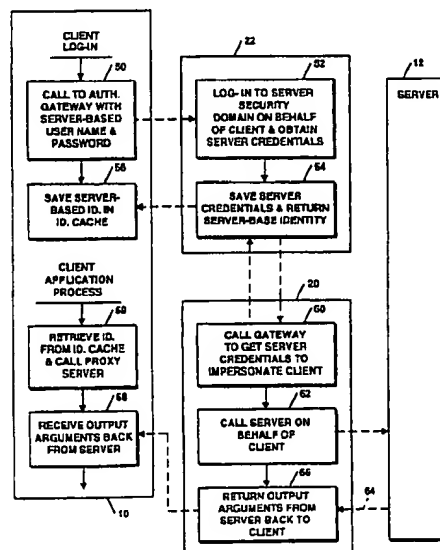 CLIENT
LOG-IN
50
CALL TO AUTH.
GATEWAY WITH
SERVER-BASED
USER NAME &
PASSWORD
56
SAVE SERVER-
BASED ID. IN
ID. CACHE
CLIENT
APPLICATION
PROCESS
RETRIEVE ID.
FROM ID. CACHE
& CALL PROXY
SERVER
68
RECEIVE OUTPUT
ARGUMENTS BACK
FROM SERVER
10
22
52
LOG-IN TO SERVER
SECURITY
DOMAIN ON BEHALF
OF CLIENT & OBTAIN
SERVER CREDENTIALS
54
SAVE SERVER
CREDENTIALS & RETURN
SERVER-BASE IDENTITY
20
60
CALL GATEWAY
TO GET SERVER
CREDENTIALS TO
IMPERSONATE CLIENT
62
CALL SERVER ON
BEHALF OF
CLIENT
66
RETURN OUTPUT
ARGUMENTS FROM
SERVER BACK TO
CLIENT
64
12
SERVER